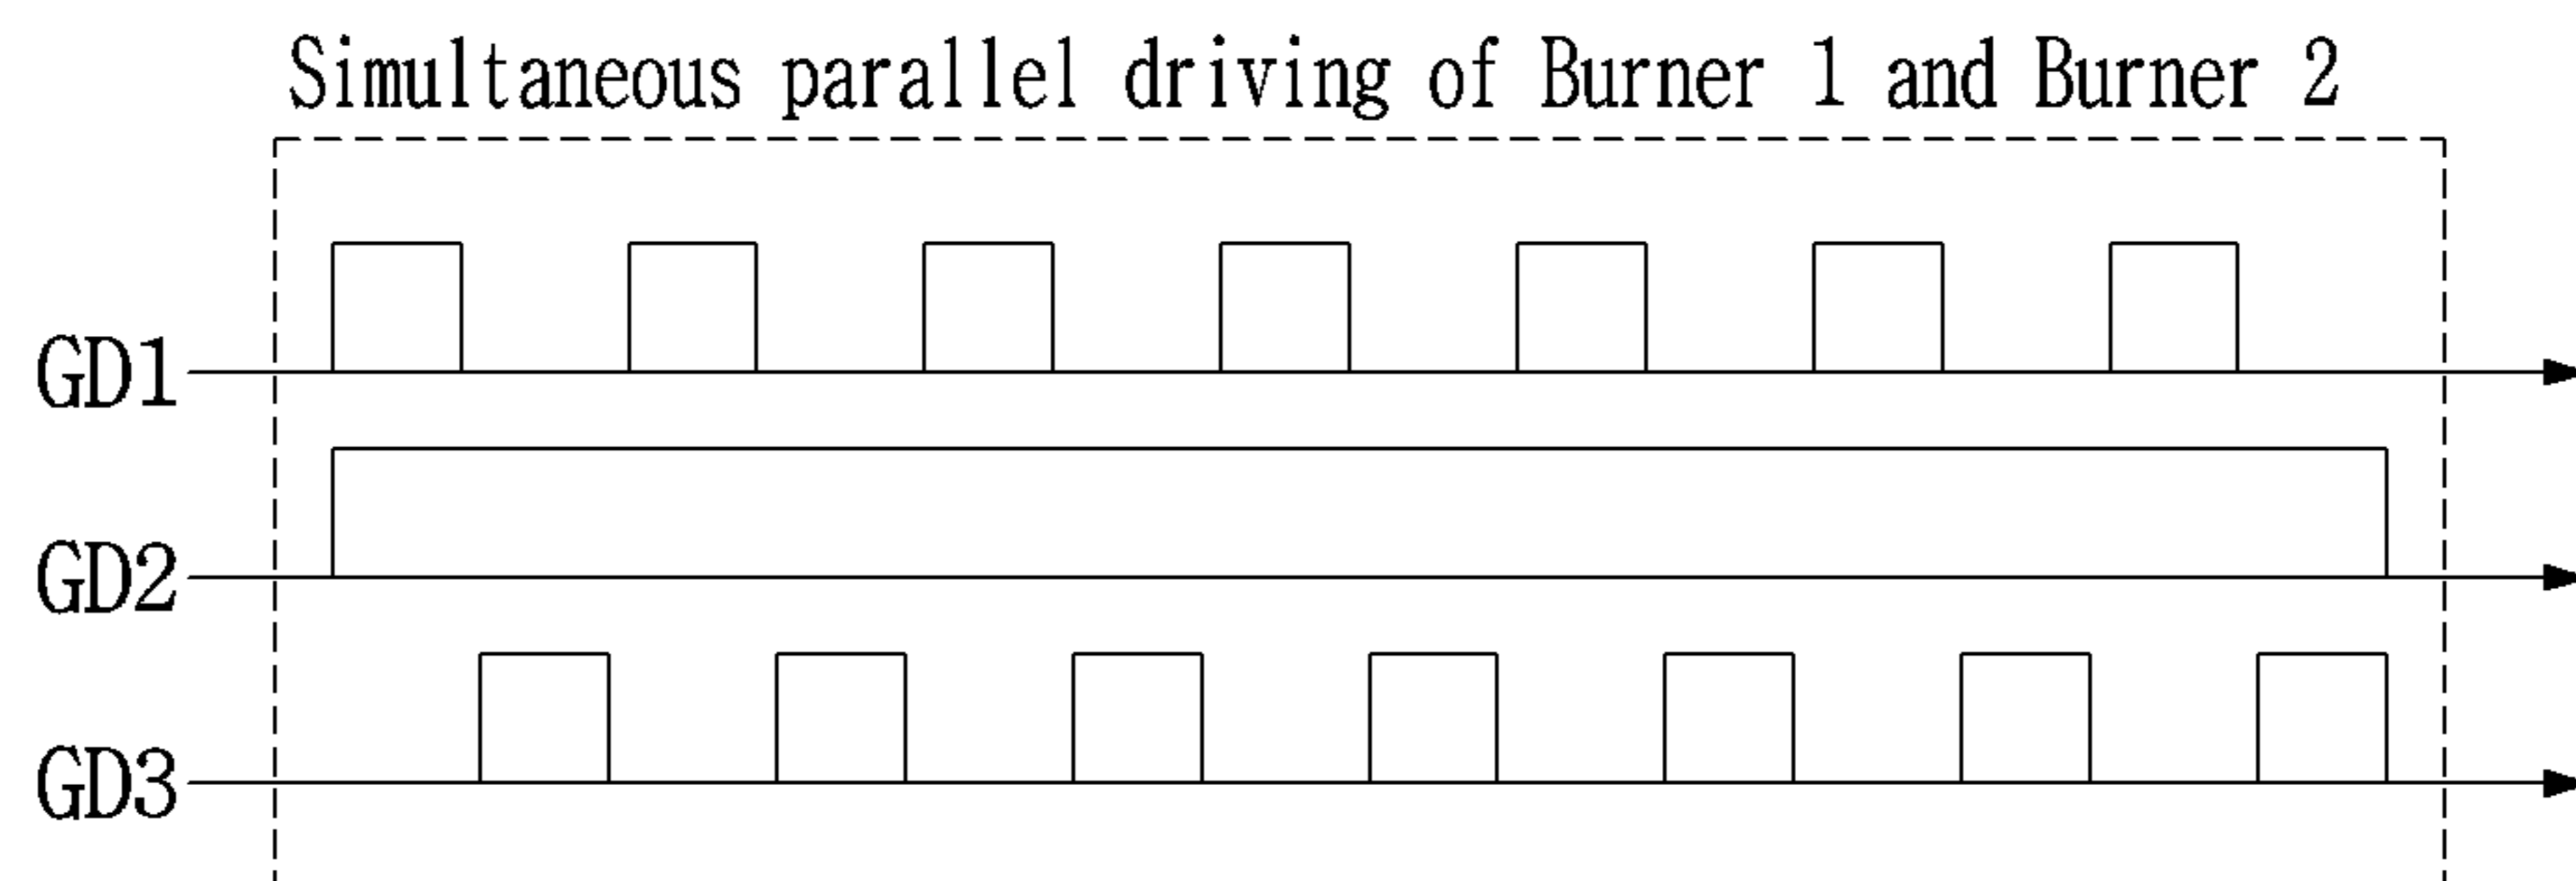 Simultaneous parallel driving of Burner 1 and Burner 2
GD1
GD2
GD3